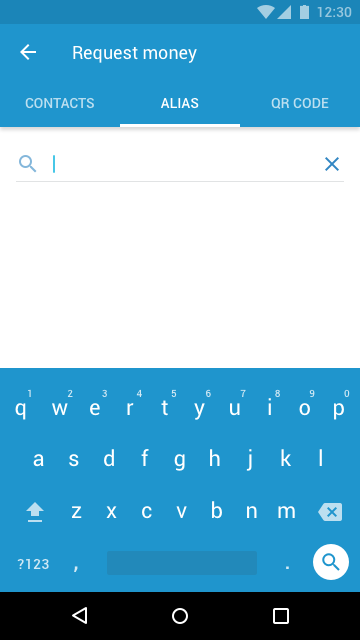 12:30
Request money
CONTACTS ALIAS QR CODE
1 2 3 4 5 6 7 8 9 0
q w e r t y u i o p
a s d f g h j k l
z x c v b n m
?123 , .